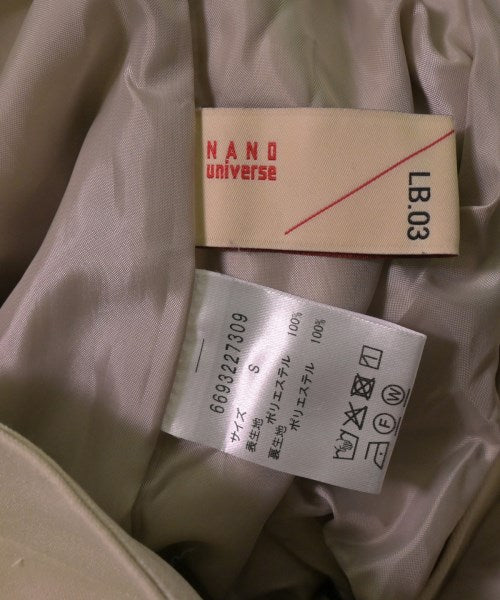 NANO
universe
LB.03
6693227309
サイズ S
表生地 ポリエステル 100%
裏生地 ポリエステル 100%
W
F